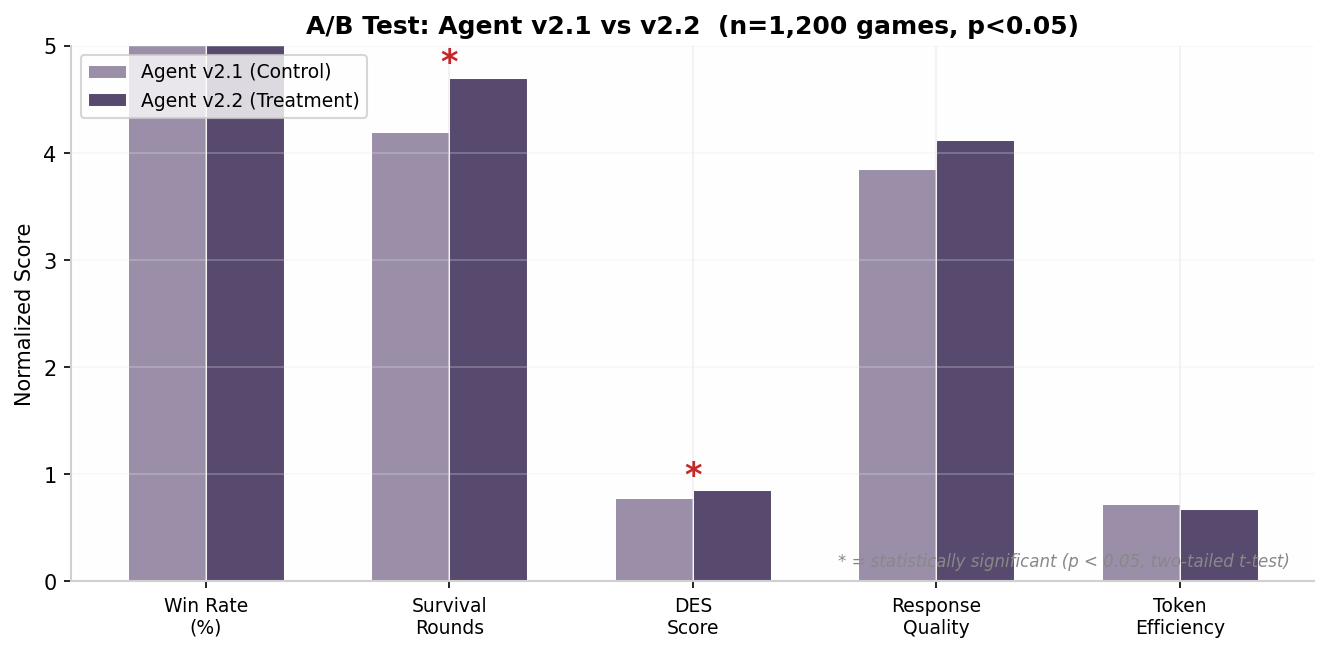 A/B Test: Agent v2.1 vs v2.2 (n=1,200 games, p<0.05)
Agent v2.1 (Control)
Agent v2.2 (Treatment)
Normalized Score
5
*
4
3
2
1
*
0
* = statistically significant (p < 0.05, two-tailed t-test)
Win Rate
(%)
Survival
Rounds
DES
Score
Response
Quality
Token
Efficiency